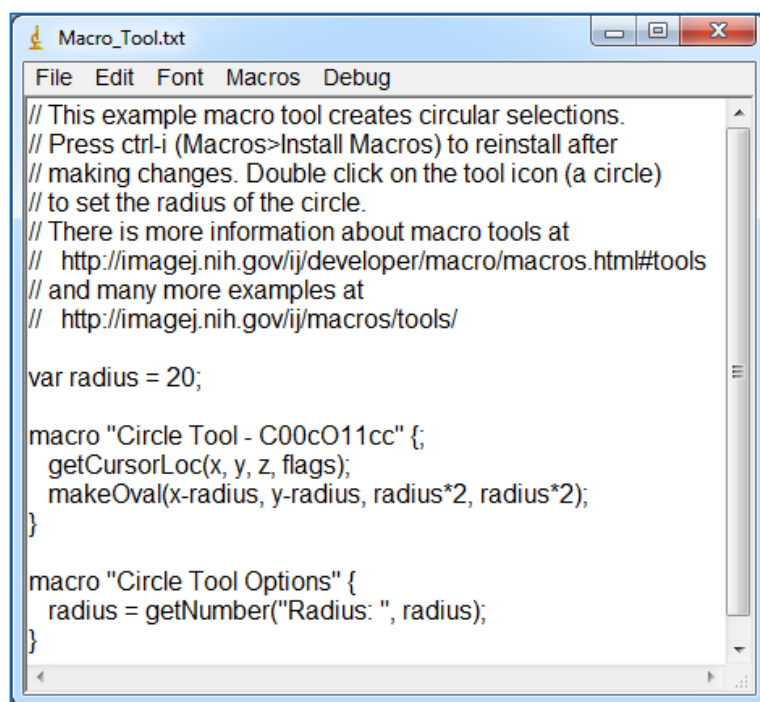 Macro_Tool.txt
File Edit Font Macros Debug
// This example macro tool creates circular selections.
// Press ctrl-i (Macros>Install Macros) to reinstall after
// making changes. Double click on the tool icon (a circle)
// to set the radius of the circle.
// There is more information about macro tools at
//   http://imagej.nih.gov/ij/developer/macro/macros.html#tools
// and many more examples at
//   http://imagej.nih.gov/ij/macros/tools/
var radius = 20;
macro "Circle Tool - C00cO11cc" {;
   getCursorLoc(x, y, z, flags);
   makeOval(x-radius, y-radius, radius*2, radius*2);
}
macro "Circle Tool Options" {
   radius = getNumber("Radius: ", radius);
}